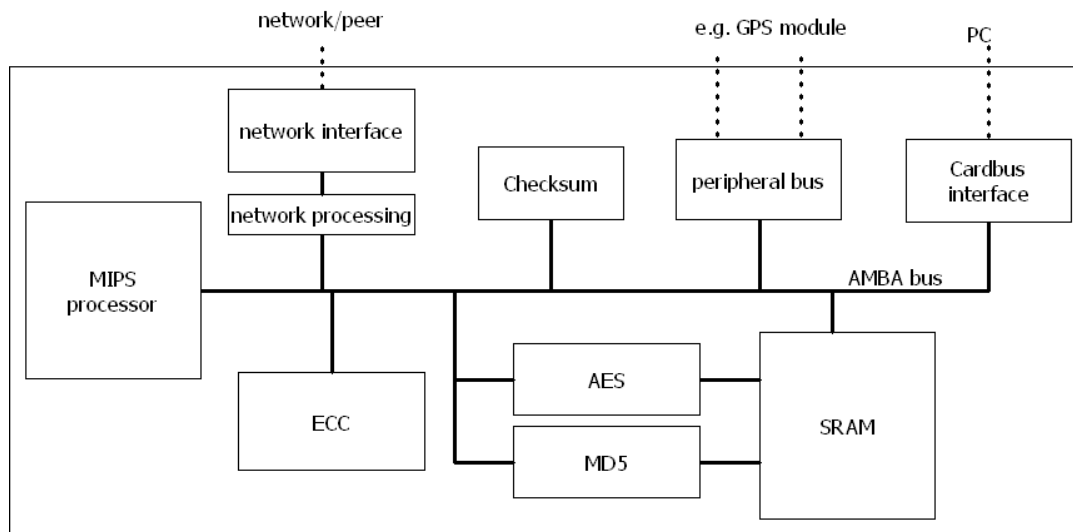 network/peer
e.g. GPS module
PC
network interface
Checksum
peripheral bus
Cardbus
interface
network processing
MIPS
processor
AMBA bus
ECC
AES
MD5
SRAM